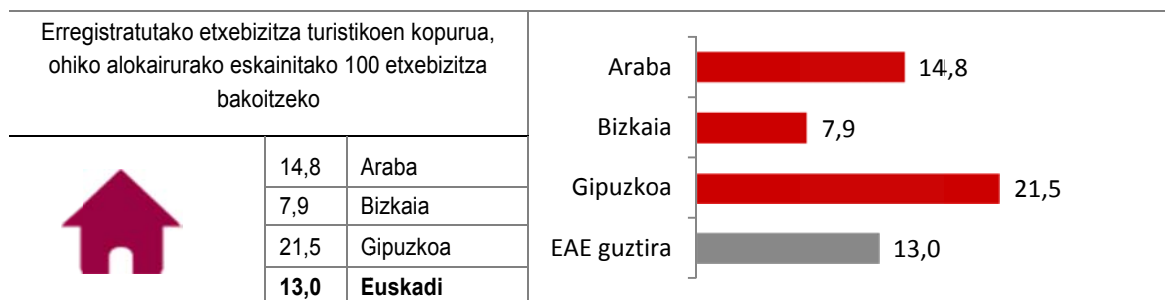 Erregistratutako etxebizitza turistikoen kopurua,
ohiko alokairurako eskainitako 100 etxebizitza
bakoitzeko
14,8 Araba
7,9 Bizkaia
21,5 Gipuzkoa
13,0 Euskadi
Araba 14,8
Bizkaia 7,9
Gipuzkoa 21,5
EAE guztira 13,0